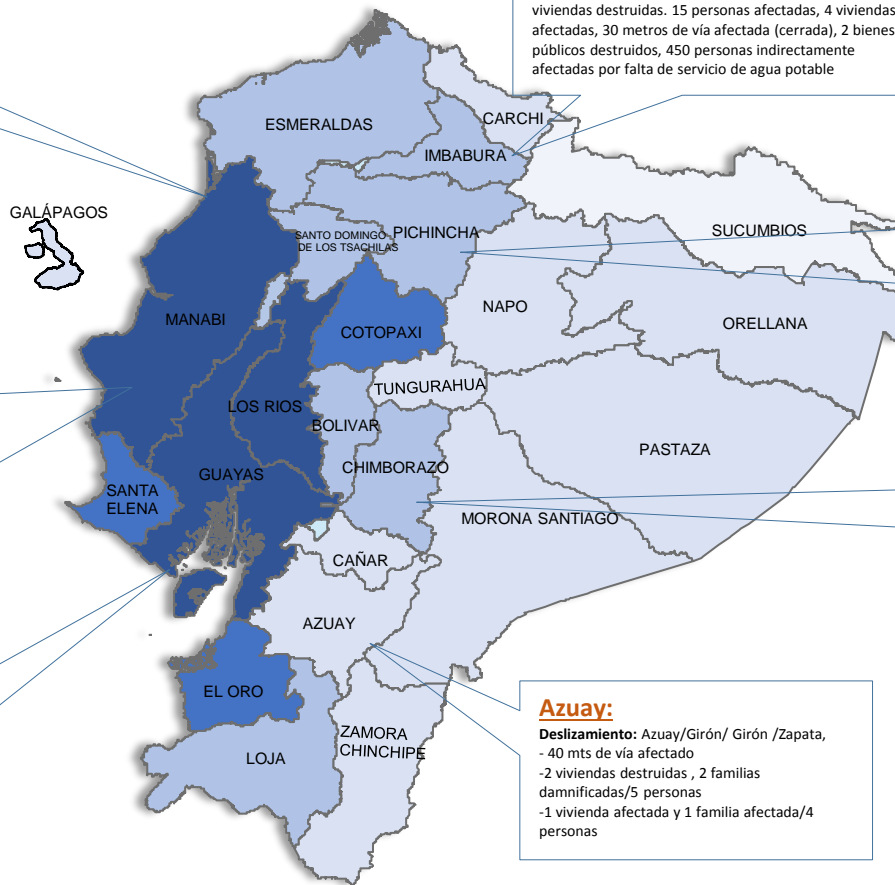 viviendas destruidas. 15 personas afectadas, 4 viviendas
afectadas, 30 metros de vía afectada (cerrada), 2 bienes
públicos destruidos, 450 personas indirectamente
afectadas por falta de servicio de agua potable
CARCHI
ESMERALDAS
IMBABURA
GALÁPAGOS
SANTO DOMINGO
DE LOS TSACHILAS
PICHINCHA
SUCUMBIOS
NAPO
MANABI
COTOPAXI
ORELLANA
TUNGURAHUA
LOS RIOS
BOLIVAR
PASTAZA
CHIMBORAZO
GUAYAS
SANTA
ELENA
MORONA SANTIAGO
CAÑAR
AZUAY
EL ORO
ZAMORA
CHINCHIPE
LOJA
Azuay:
Deslizamiento: Azuay/Girón/ Girón /Zapata,
- 40 mts de vía afectado
-2 viviendas destruidas , 2 familias
damnificadas/5 personas
-1 vivienda afectada y 1 familia afectada/4
personas